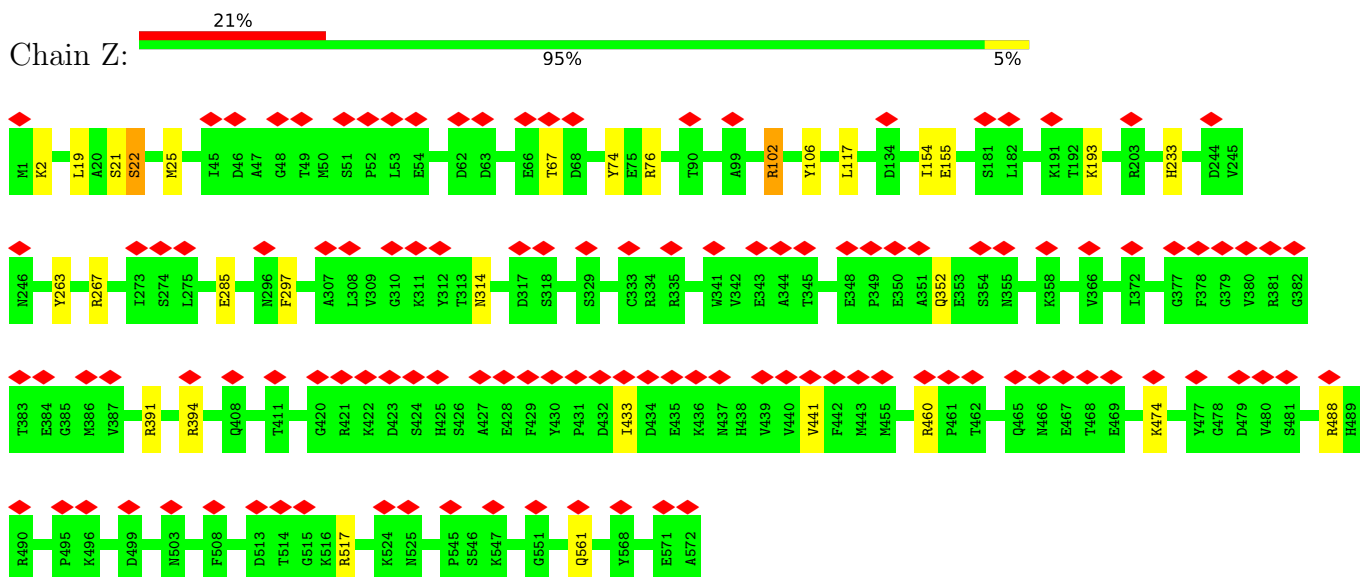 21%
Chain Z:
95% 5%
M1 K2 L19 A20 S21 S22 M25 I45 D46 A47 G48 T49 M50 S51 P52 L53 E54 D62 D63 E66 T67 D68 Y74 E75 R76 T90 A99 R102 Y106 L117 D134 I154 E155 S181 L182 K191 T192 K193 R203 H233 D244 V245
N246 Y263 R267 I273 S274 L275 E285 N296 F297 A307 L308 V309 G310 K311 Y312 T313 N314 D317 S318 S329 C333 R334 R335 W341 V342 E343 A344 T345 E348 P349 E350 A351 Q352 E353 S354 N355 K358 V366 I372 G377 F378 G379 V380 R381 G382
T383 E384 G385 M386 V387 R391 R394 Q408 T411 G420 R421 K422 D423 S424 H425 S426 A427 E428 F429 Y430 P431 D432 I433 D434 E435 K436 N437 H438 V439 V440 V441 F442 M443 M455 R460 P461 T462 Q465 N466 E467 T468 E469 K474 Y477 G478 D479 V480 S481 R488 H489
R490 P495 K496 D499 N503 F508 D513 T514 G515 K516 R517 K524 N525 P545 S546 K547 G551 Q561 Y568 E571 A572